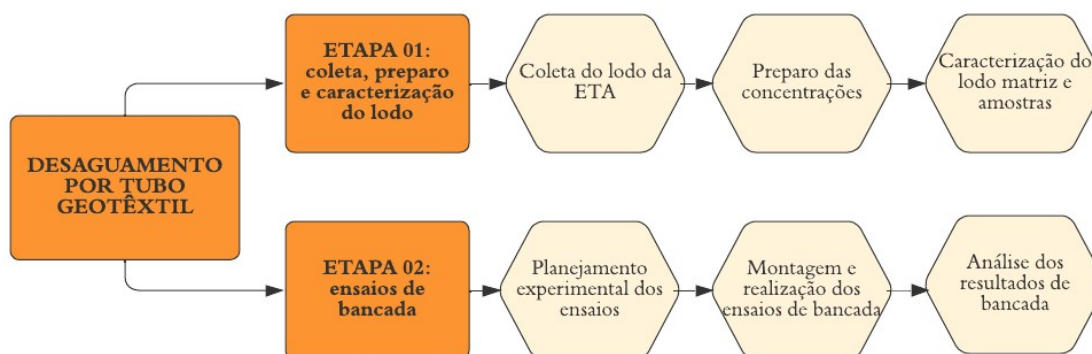 DESAGUAMENTO
POR TUBO
GEOTÊXTIL
ETAPA 01:
coleta, preparo
e caracterização
do lodo
Coleta do lodo da
ETA
Preparo das
concentrações
Caracterização do
lodo matriz e
amostras
ETAPA 02:
ensaios de
bancada
Planejamento
experimental dos
ensaios
Montagem e
realização dos
ensaios de bancada
Análise dos
resultados de
bancada